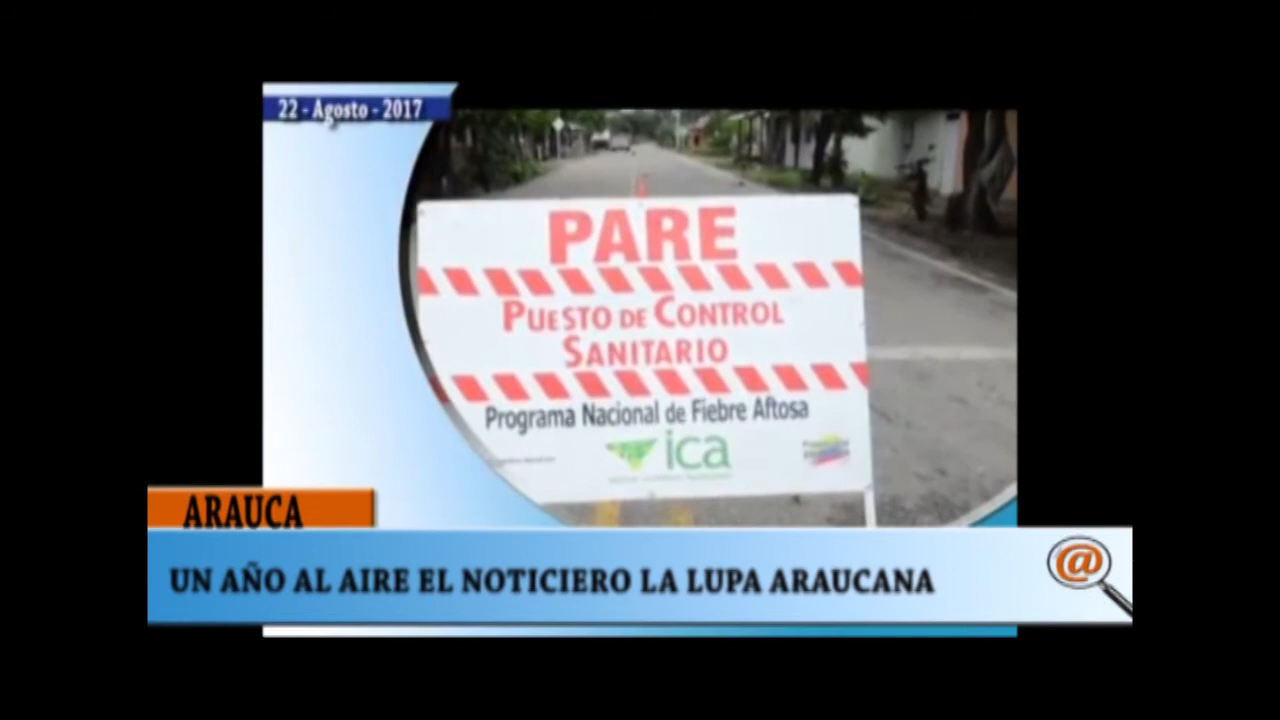 22 - Agosto - 2017
PARE
PUESTO DE CONTROL
SANITARIO
Programa Nacional de Fiebre Aftosa
ica
ARAUCA
UN AÑO AL AIRE EL NOTICIERO LA LUPA ARAUCANA
@